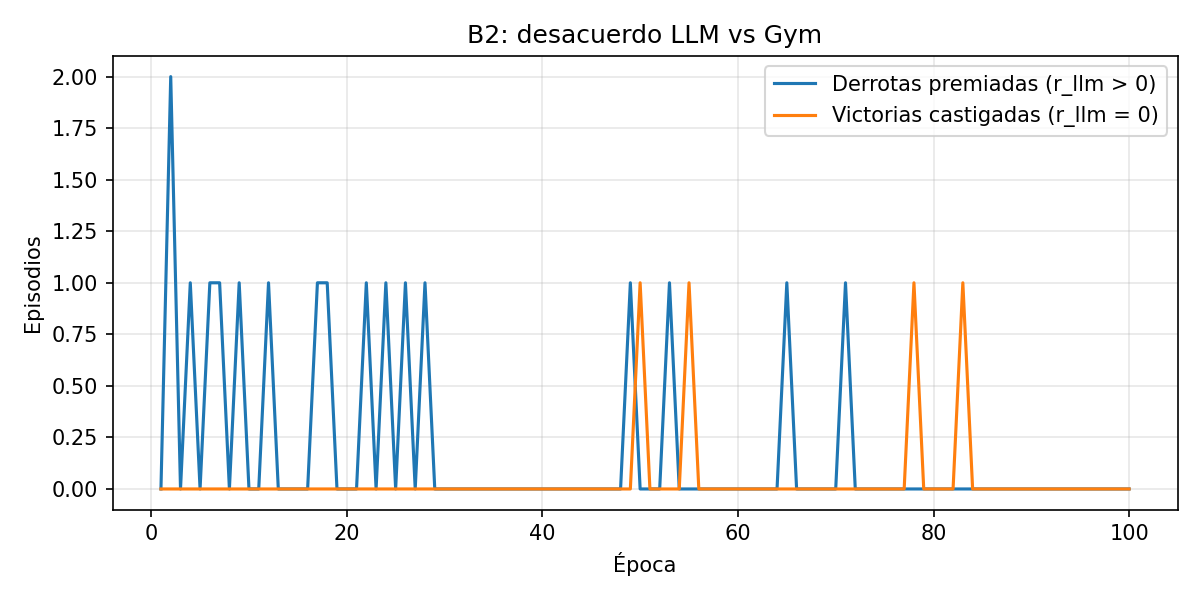 B2: desacuerdo LLM vs Gym
Derrotas premiadas (r_llm > 0)
Victorias castigadas (r_llm = 0)
Episodios
2.00
1.75
1.50
1.25
1.00
0.75
0.50
0.25
0.00
0 20 40 60 80 100
Época